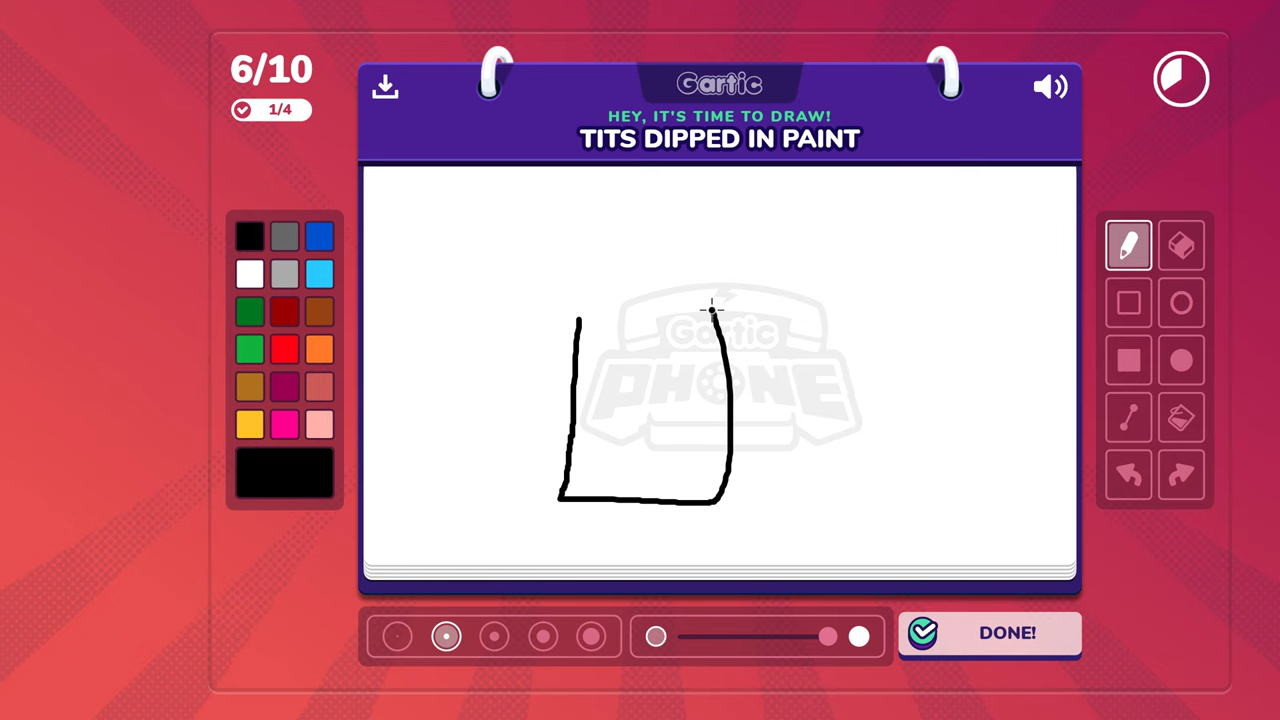 6/10
1/4
Gartic
HEY, IT'S TIME TO DRAW!
TITS DIPPED IN PAINT
Gartic
PHONE
DONE!